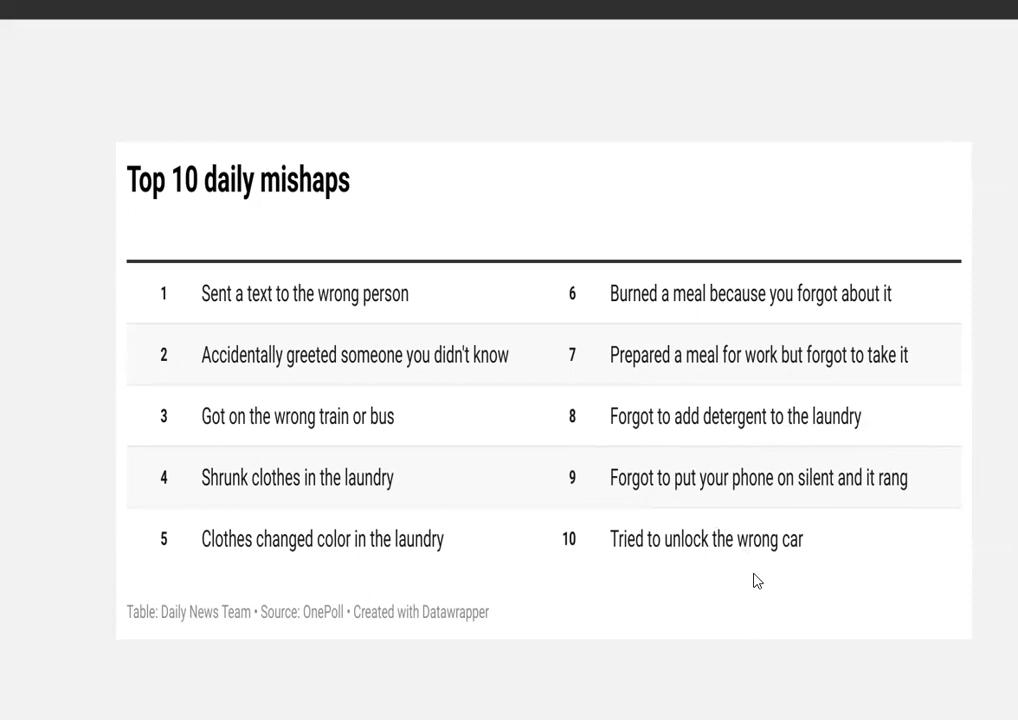 Top 10 daily mishaps
1 Sent a text to the wrong person
2 Accidentally greeted someone you didn't know
3 Got on the wrong train or bus
4 Shrunk clothes in the laundry
5 Clothes changed color in the laundry
6 Burned a meal because you forgot about it
7 Prepared a meal for work but forgot to take it
8 Forgot to add detergent to the laundry
9 Forgot to put your phone on silent and it rang
10 Tried to unlock the wrong car
Table: Daily News Team • Source: OnePoll • Created with Datawrapper